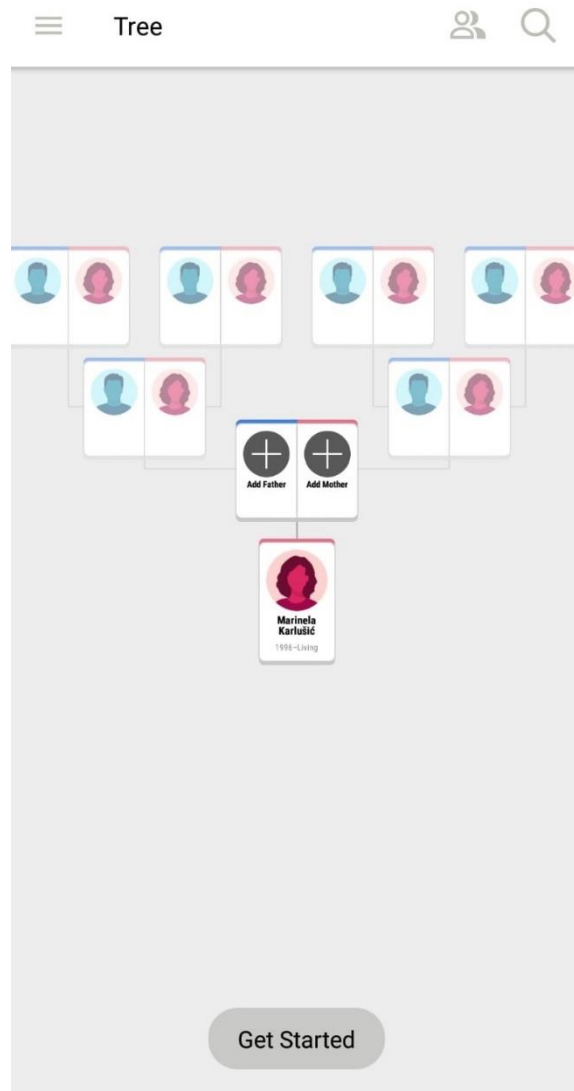 Tree
Add Father
Add Mother
Marinela
Karlušić
1996–Living
Get Started